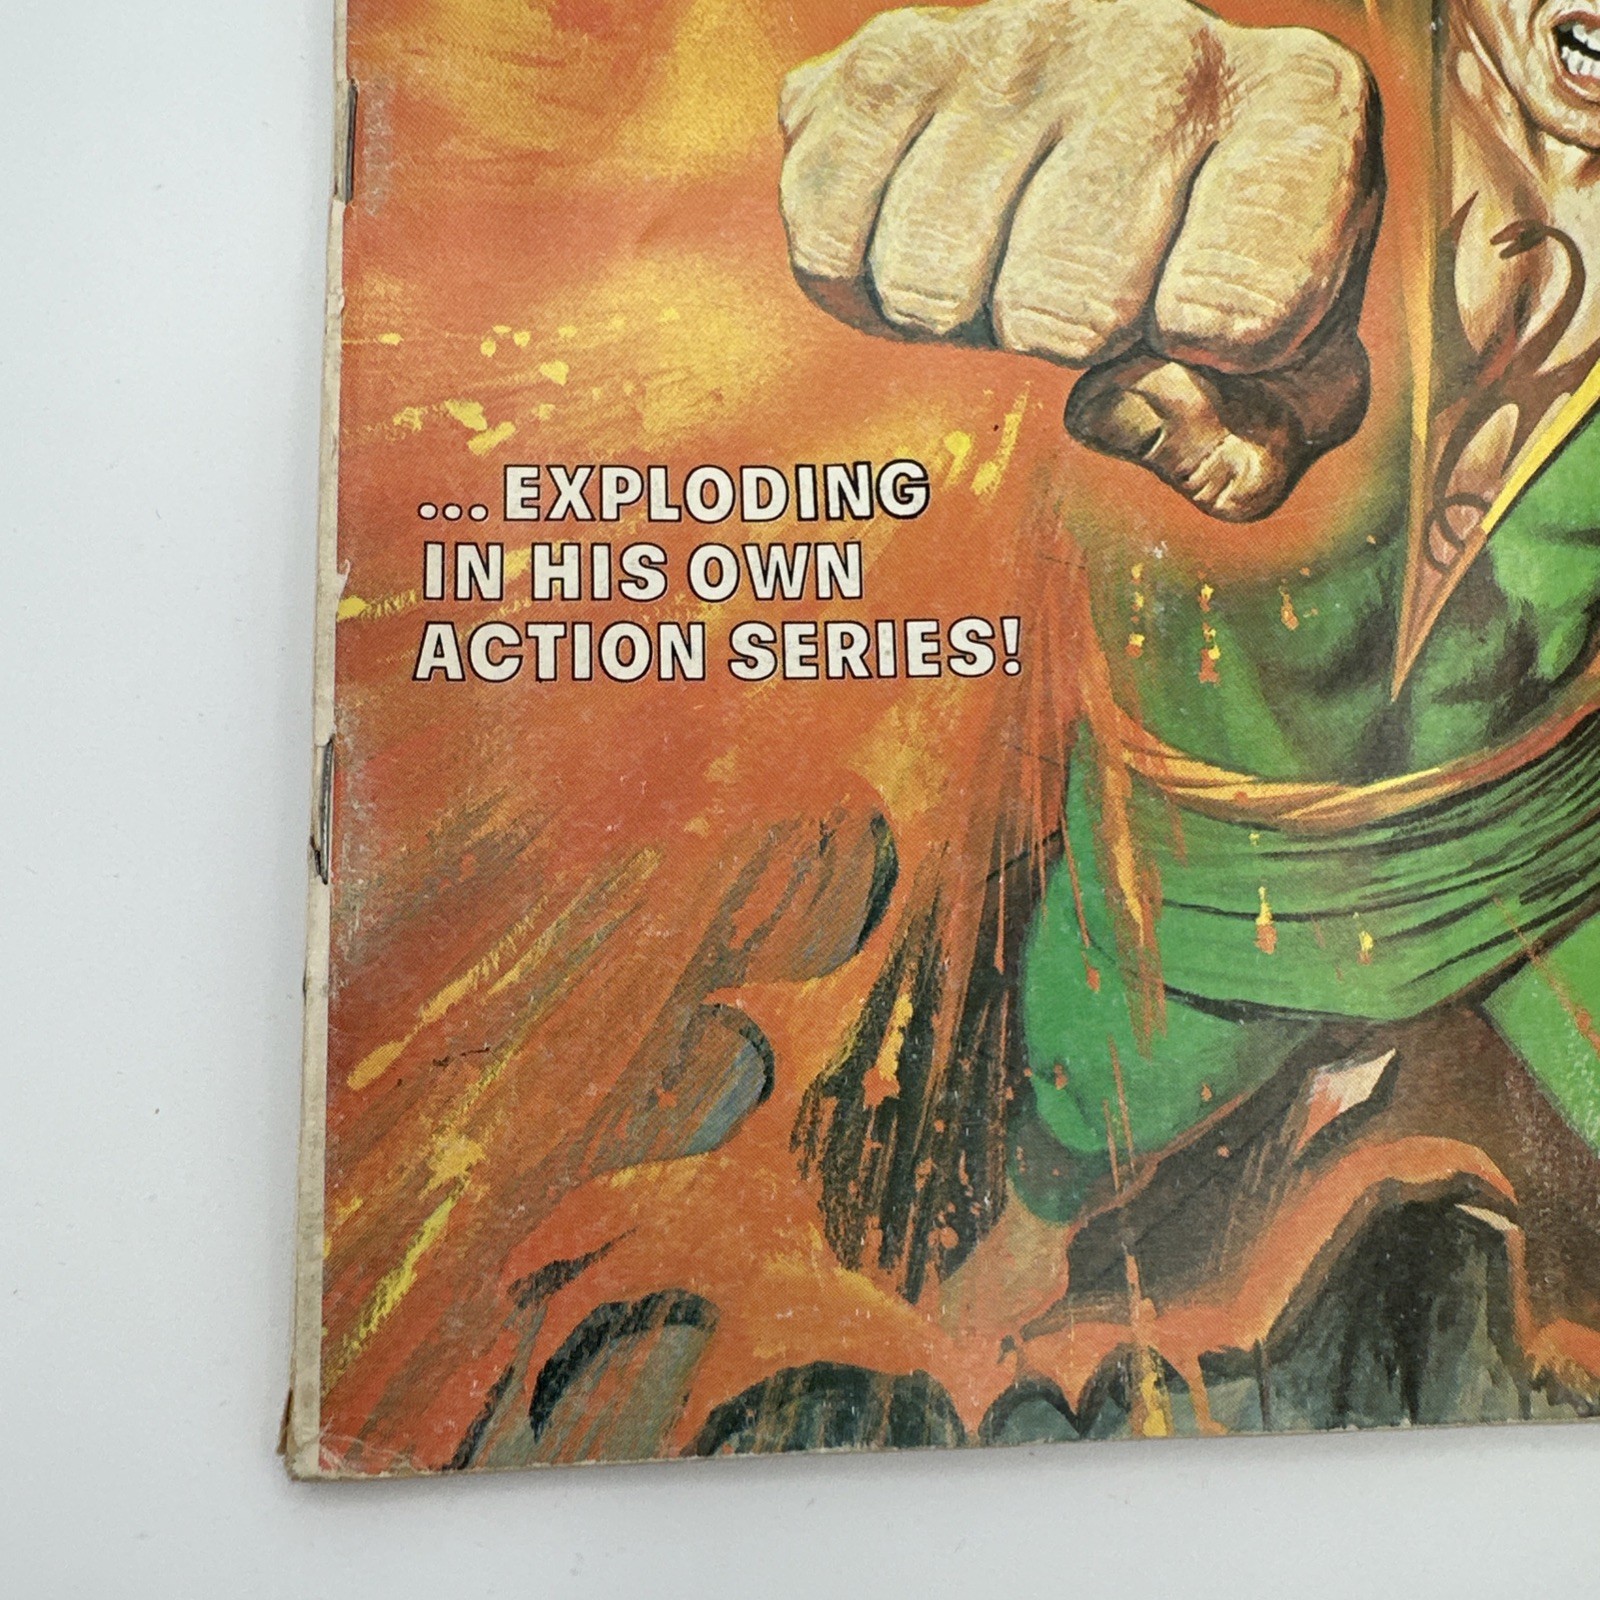 ...EXPLODING
IN HIS OWN
ACTION SERIES!